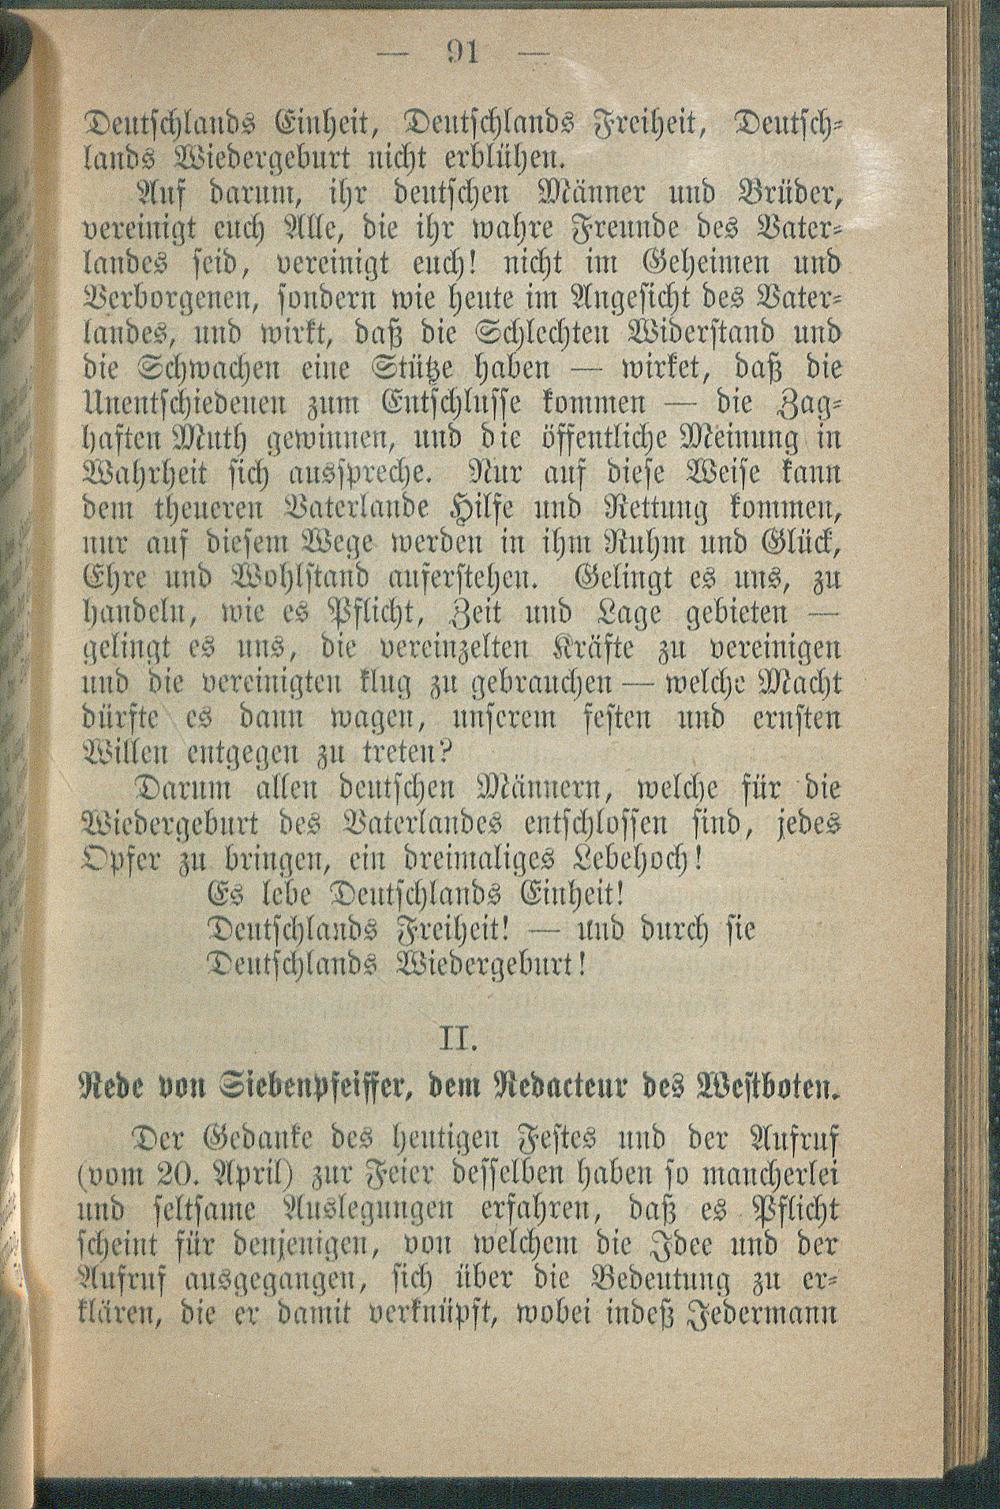 — 91 —
Deutschlands Einheit, Deutschlands Freiheit, Deutsch-
lands Wiedergeburt nicht erblühen.
Auf darum, ihr deutschen Männer und Brüder,
vereinigt euch Alle, die ihr wahre Freunde des Vater-
landes seid, vereinigt euch! nicht im Geheimen und
Verborgenen, sondern wie heute im Angesicht des Vater-
landes, und wirkt, daß die Schlechten Widerstand und
die Schwachen eine Stütze haben — wirket, daß die
Unentschiedenen zum Entschlusse kommen — die Zag-
haften Muth gewinnen, und die öffentliche Meinung in
Wahrheit sich ausspreche. Nur auf diese Weise kann
dem theueren Vaterlande Hilfe und Rettung kommen,
nur auf diesem Wege werden in ihm Ruhm und Glück,
Ehre und Wohlstand auferstehen. Gelingt es uns, zu
handeln, wie es Pflicht, Zeit und Lage gebieten —
gelingt es uns, die vereinzelten Kräfte zu vereinigen
und die vereinigten klug zu gebrauchen — welche Macht
dürfte es dann wagen, unserem festen und ernsten
Willen entgegen zu treten?
Darum allen deutschen Männern, welche für die
Wiedergeburt des Vaterlandes entschlossen sind, jedes
Opfer zu bringen, ein dreimaliges Lebehoch!
Es lebe Deutschlands Einheit!
Deutschlands Freiheit! — und durch sie
Deutschlands Wiedergeburt!
II.
Rede von Siebenpfeiffer, dem Redacteur des Westboten.
Der Gedanke des heutigen Festes und der Aufruf
(vom 20. April) zur Feier desselben haben so mancherlei
und seltsame Auslegungen erfahren, daß es Pflicht
scheint für denjenigen, von welchem die Idee und der
Aufruf ausgegangen, sich über die Bedeutung zu er-
klären, die er damit verknüpft, wobei indeß Jedermann